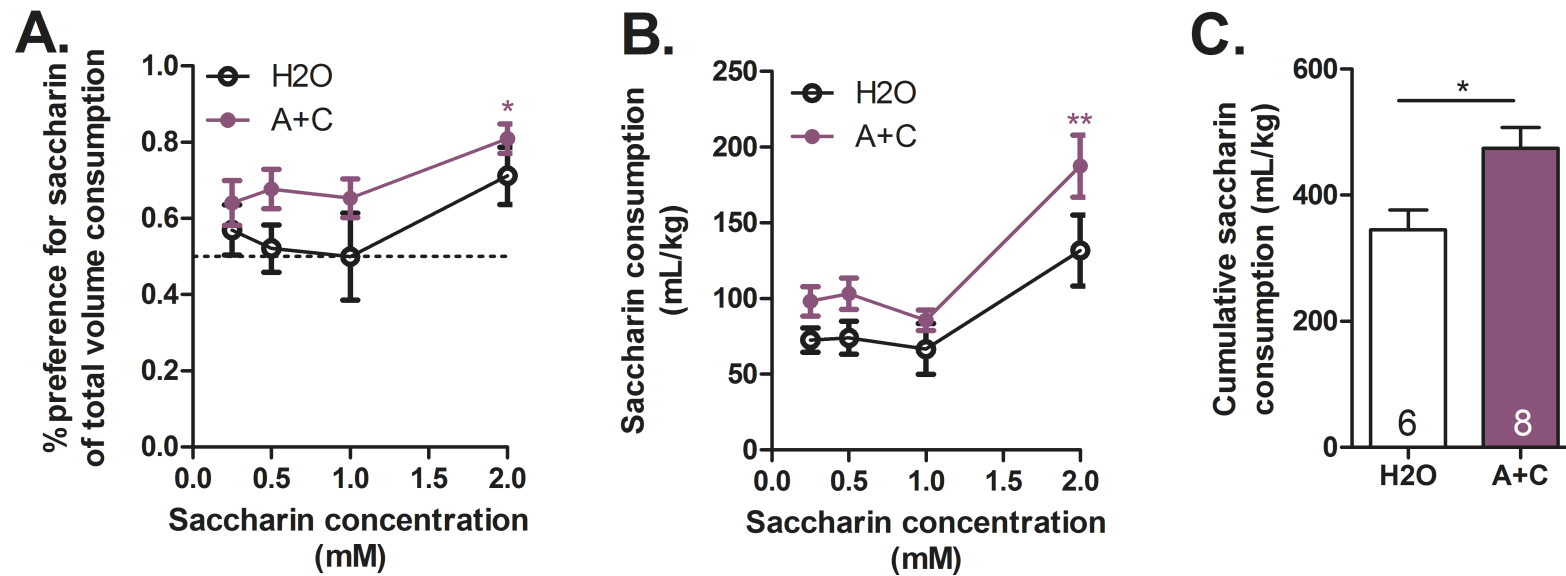 A.
% preference for saccharin
of total volume consumption
1.0
0.8
0.6
0.4
0.2
0.0
H2O
A+C
*
0.0 0.5 1.0 1.5 2.0
Saccharin concentration
(mM)
B.
Saccharin consumption
(mL/kg)
250
200
150
100
50
0
H2O
A+C
**
0.0 0.5 1.0 1.5 2.0
Saccharin concentration
(mM)
C.
Cumulative saccharin
consumption (mL/kg)
600
400
200
0
*
6 8
H2O A+C